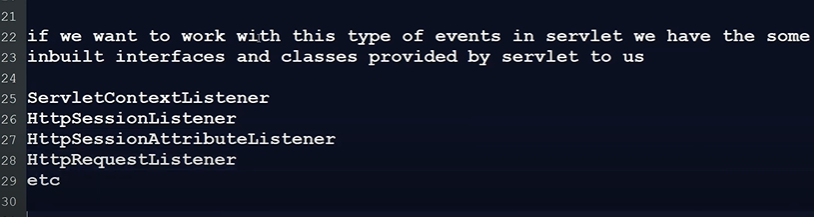 21
22 if we want to work with this type of events in servlet we have the some
23 inbuilt interfaces and classes provided by servlet to us
24
25 ServletContextListener
26 HttpSessionListener
27 HttpSessionAttributeListener
28 HttpRequestListener
29 etc
30